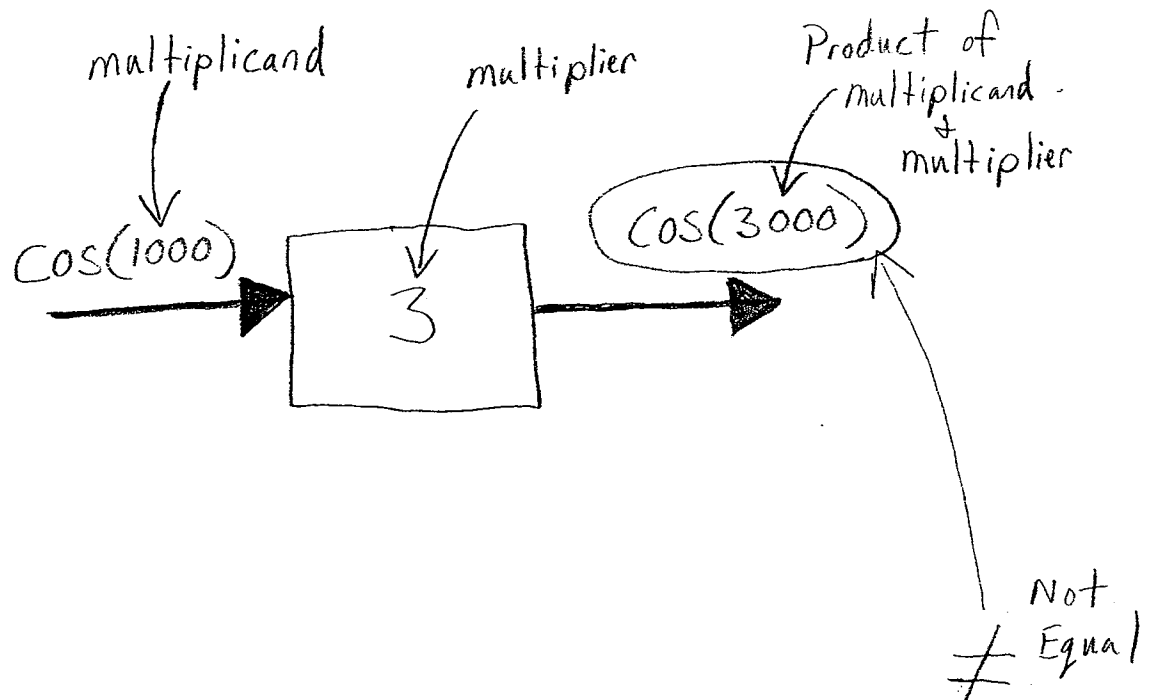 multiplicand
multiplier
Product of
multiplicand
&
multiplier
Cos(1000)
3
Cos(3000)
Not
≠ Equal